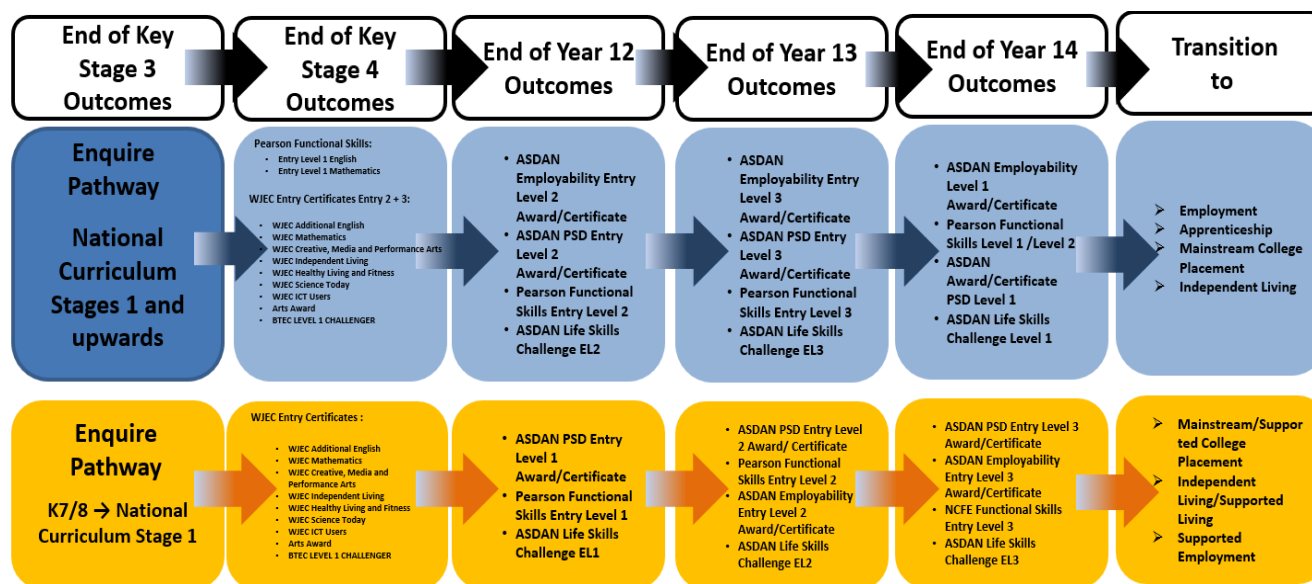 End of Key
Stage 3
Outcomes
End of Key
Stage 4
Outcomes
End of Year 12
Outcomes
End of Year 13
Outcomes
End of Year 14
Outcomes
Transition
to
Enquire
Pathway
National
Curriculum
Stages 1 and
upwards
Pearson Functional Skills:
• Entry Level 1 English
• Entry Level 1 Mathematics
WJEC Entry Certificates Entry 2 + 3:
• WJEC Additional English
• WJEC Mathematics
• WJEC Creative, Media and Performance Arts
• WJEC Independent Living
• WJEC Healthy Living and Fitness
• WJEC Science Today
• WJEC ICT Users
• Arts Award
• BTEC LEVEL 1 CHALLENGER
• ASDAN
Employability Entry
Level 2
Award/Certificate
• ASDAN PSD Entry
Level 2
Award/Certificate
• Pearson Functional
Skills Entry Level 2
• ASDAN Life Skills
Challenge EL2
• ASDAN
Employability Entry
Level 3
Award/Certificate
• ASDAN PSD Entry
Level 3
Award/Certificate
• Pearson Functional
Skills Entry Level 3
• ASDAN Life Skills
Challenge EL3
• ASDAN Employability
Level 1
Award/Certificate
• Pearson Functional
Skills Level 1 /Level 2
• ASDAN
Award/Certificate
PSD Level 1
• ASDAN Life Skills
Challenge Level 1
➢ Employment
➢ Apprenticeship
➢ Mainstream College
Placement
➢ Independent Living
Enquire
Pathway
K7/8 → National
Curriculum Stage 1
WJEC Entry Certificates :
• WJEC Additional English
• WJEC Mathematics
• WJEC Creative, Media and
Performance Arts
• WJEC Independent Living
• WJEC Healthy Living and Fitness
• WJEC Science Today
• WJEC ICT Users
• Arts Award
• BTEC LEVEL 1 CHALLENGER
• ASDAN PSD Entry
Level 1
Award/Certificate
• Pearson Functional
Skills Entry Level 1
• ASDAN Life Skills
Challenge EL1
• ASDAN PSD Entry Level
2 Award/ Certificate
• Pearson Functional
Skills Entry Level 2
• ASDAN Employability
Entry Level 2
Award/Certificate
• ASDAN Life Skills
Challenge EL2
• ASDAN PSD Entry Level 3
Award/Certificate
• ASDAN Employability
Entry Level 3
Award/Certificate
• NCFE Functional Skills
Entry Level 3
• ASDAN Life Skills
Challenge EL3
➢ Mainstream/Suppo
rted College
Placement
➢ Independent
Living/Supported
Living
➢ Supported
Employment